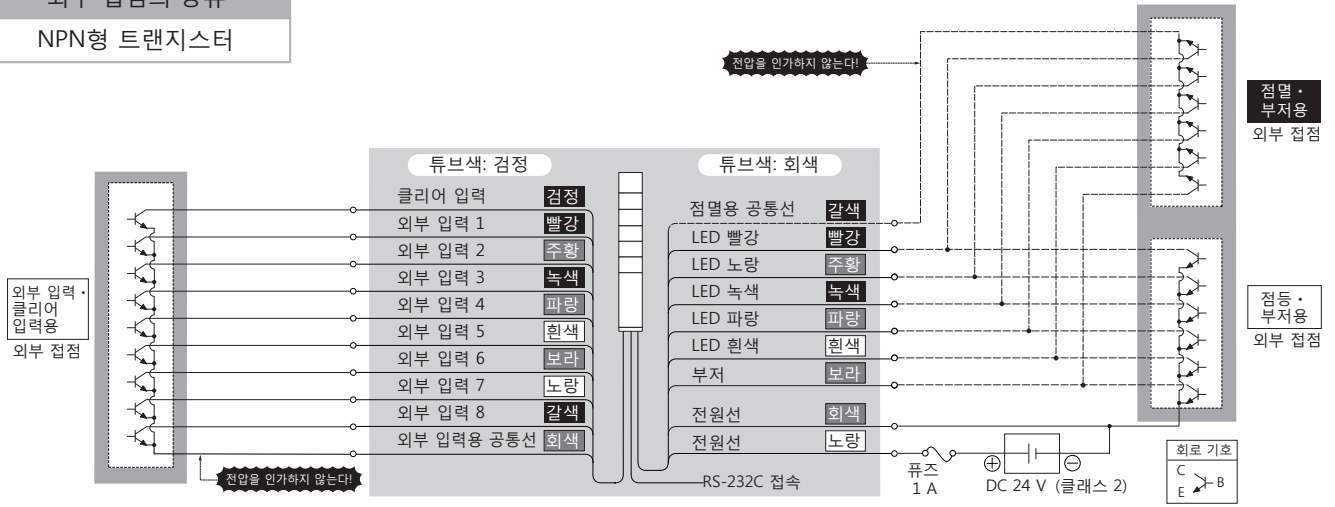 외부 접점의 종류
NPN형 트랜지스터
전압을 인가하지 않는다!
점멸・
부저용
외부 접점
튜브색: 검정
튜브색: 회색
클리어 입력 검정
외부 입력 1 빨강
외부 입력 2 주황
외부 입력 3 녹색
외부 입력 4 파랑
외부 입력 5 흰색
외부 입력 6 보라
외부 입력 7 노랑
외부 입력 8 갈색
외부 입력용 공통선 회색
점멸용 공통선 갈색
LED 빨강 빨강
LED 노랑 주황
LED 녹색 녹색
LED 파랑 파랑
LED 흰색 흰색
부저 보라
전원선 회색
전원선 노랑
RS-232C 접속
외부 입력・
클리어
입력용
외부 접점
전압을 인가하지 않는다!
점등・
부저용
외부 접점
퓨즈
1 A
⊕ ⊖
DC 24 V (클래스 2)
회로 기호
C
B
E